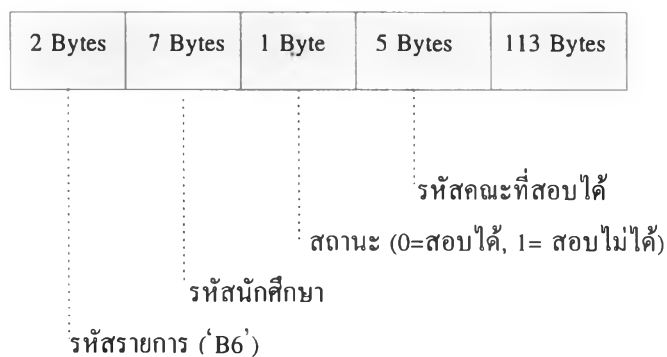 2 Bytes 7 Bytes 1 Byte 5 Bytes 113 Bytes
รหัสคณะที่สอบได้
สถานะ (0=สอบได้, 1= สอบไม่ได้)
รหัสนักศึกษา
รหัสรายการ (‘B6’)